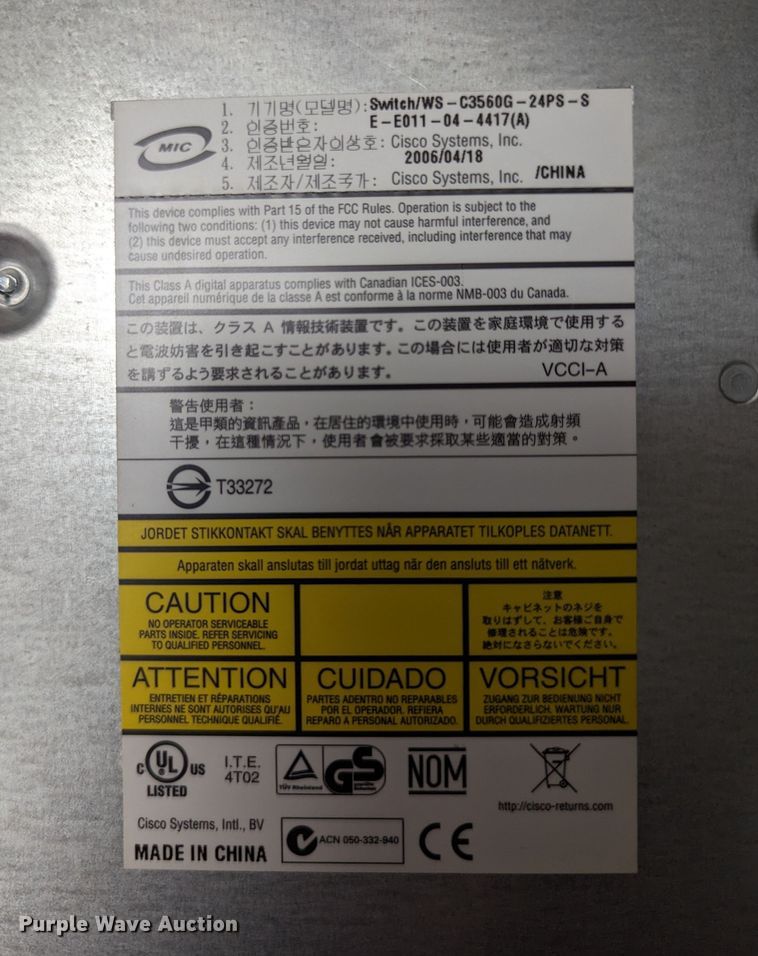 MIC
1. 기기명(모델명): Switch/WS-C3560G-24PS-S
2. 인증번호: E-E011-04-4417(A)
3. 인증받은자의상호: Cisco Systems, Inc.
4. 제조년월일: 2006/04/18
5. 제조자/제조국가: Cisco Systems, Inc. /CHINA
This device complies with Part 15 of the FCC Rules. Operation is subject to the
following two conditions: (1) this device may not cause harmful interference, and
(2) this device must accept any interference received, including interference that may
cause undesired operation.
This Class A digital apparatus complies with Canadian ICES-003.
Cet appareil numérique de la classe A est conforme à la norme NMB-003 du Canada.
この装置は、クラス A 情報技術装置です。この装置を家庭環境で使用する
と電波妨害を引き起こすことがあります。この場合には使用者が適切な対策
を講ずるよう要求されることがあります。 VCCI-A
警告使用者：
這是甲類的資訊產品，在居住的環境中使用時，可能會造成射頻
干擾，在這種情況下，使用者會被要求採取某些適當的對策。
T33272
JORDET STIKKONTAKT SKAL BENYTTES NÅR APPARATET TILKOPLES DATANETT.
Apparaten skall anslutas till jordat uttag når den ansluts till ett nätverk.
CAUTION
NO OPERATOR SERVICEABLE
PARTS INSIDE. REFER SERVICING
TO QUALIFIED PERSONNEL.
注意
キャビネットのネジを
取りはずして、お客様ご自身で
修理されることは危険です。
絶対になさらないでください。
ATTENTION
ENTRETIEN ET RÉPARATIONS
INTERNES NE SONT AUTORISÉS QU'AU
PERSONNEL TECHNIQUE QUALIFIÉ.
CUIDADO
PARTES ADENTRO NO REPARABLES
POR EL OPERADOR. REFIERA
REPARO A PERSONAL AUTORIZADO.
VORSICHT
ZUGANG ZUR BEDIENUNG NICHT
ERFORDERLICH. WARTUNG NUR
DURCH QUALIFIZIERTES PERSONAL.
C UL US
LISTED
I.T.E.
4T02
TÜV Rheinland
GS
geprüfte
Sicherheit
NOM
http://cisco-returns.com
Cisco Systems, Intl., BV
MADE IN CHINA
ACN 050-332-940
CE
Purple Wave Auction